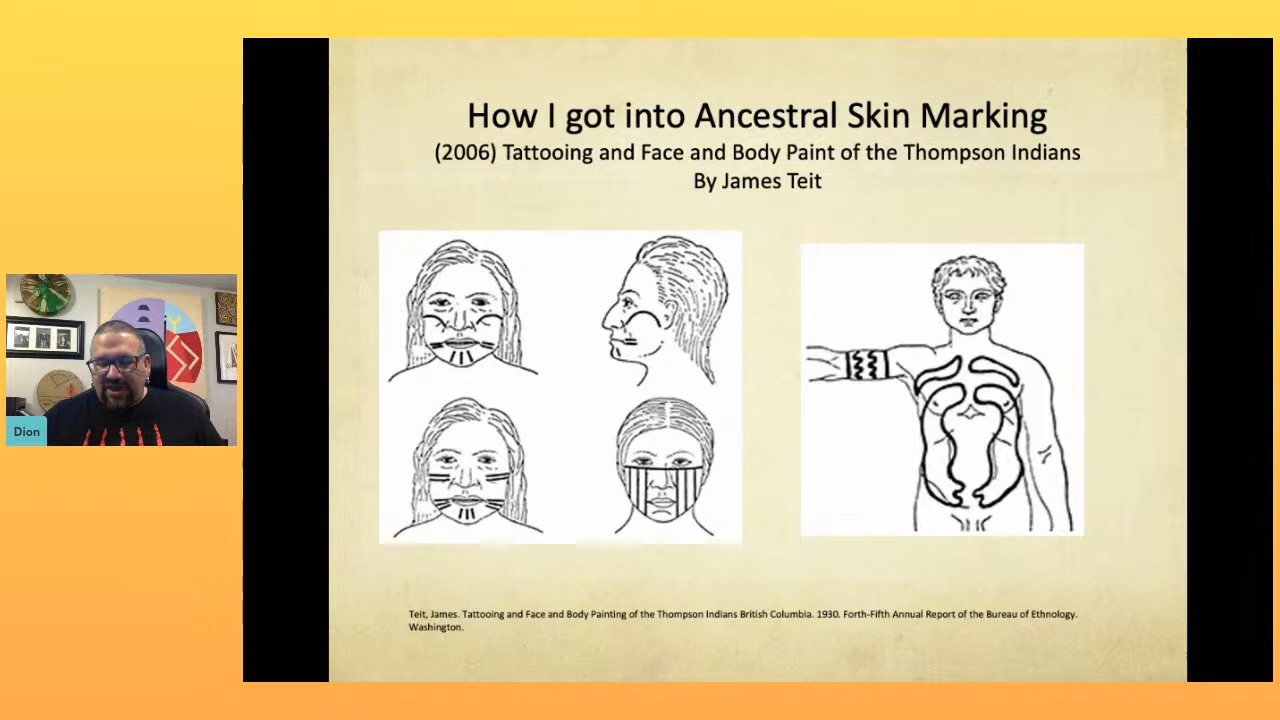 How I got into Ancestral Skin Marking
(2006) Tattooing and Face and Body Paint of the Thompson Indians
By James Teit
Dion
Teit, James. Tattooing and Face and Body Painting of the Thompson Indians British Columbia. 1930. Forth-Fifth Annual Report of the Bureau of Ethnology.
Washington.